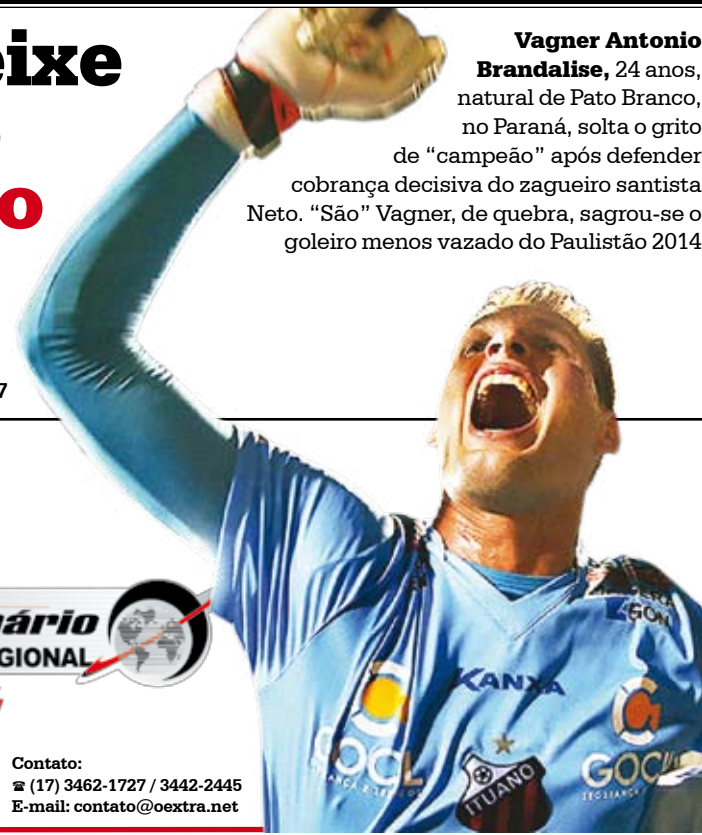 eixe
o
Vagner Antonio
Brandalise, 24 anos,
natural de Pato Branco,
no Paraná, solta o grito
de “campeão” após defender
cobrança decisiva do zagueiro santista
Neto. “São” Vagner, de quebra, sagrou-se o
goleiro menos vazado do Paulistão 2014
7
ário
GIONAL
KANXA
GOCIL
GOCI
ITUANO
Contato:
☎ (17) 3462-1727 / 3442-2445
E-mail: contato@oextra.net